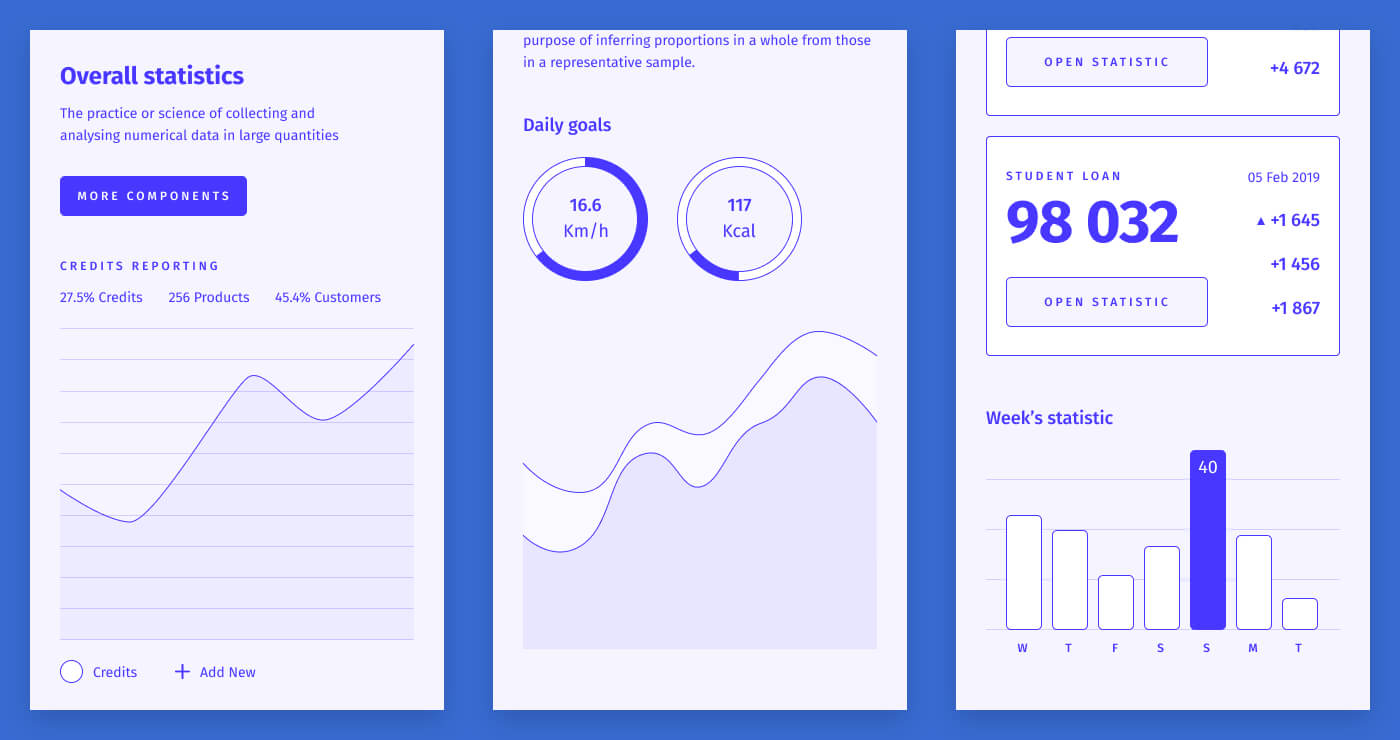 Overall statistics
The practice or science of collecting and
analysing numerical data in large quantities
MORE COMPONENTS
CREDITS REPORTING
27.5% Credits 256 Products 45.4% Customers
Credits + Add New
purpose of inferring proportions in a whole from those
in a representative sample.
Daily goals
16.6
Km/h
117
Kcal
OPEN STATISTIC
+4 672
STUDENT LOAN
05 Feb 2019
98 032
▲ +1 645
+1 456
OPEN STATISTIC
+1 867
Week’s statistic
40
W T F S S M T